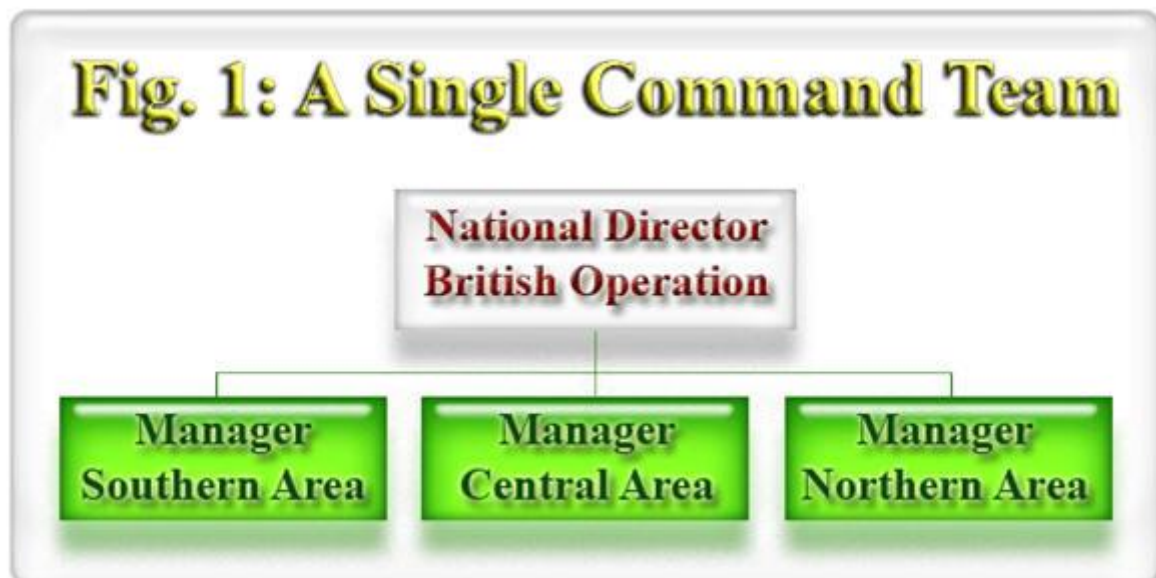 Fig. 1: A Single Command Team
National Director
British Operation
Manager
Southern Area
Manager
Central Area
Manager
Northern Area